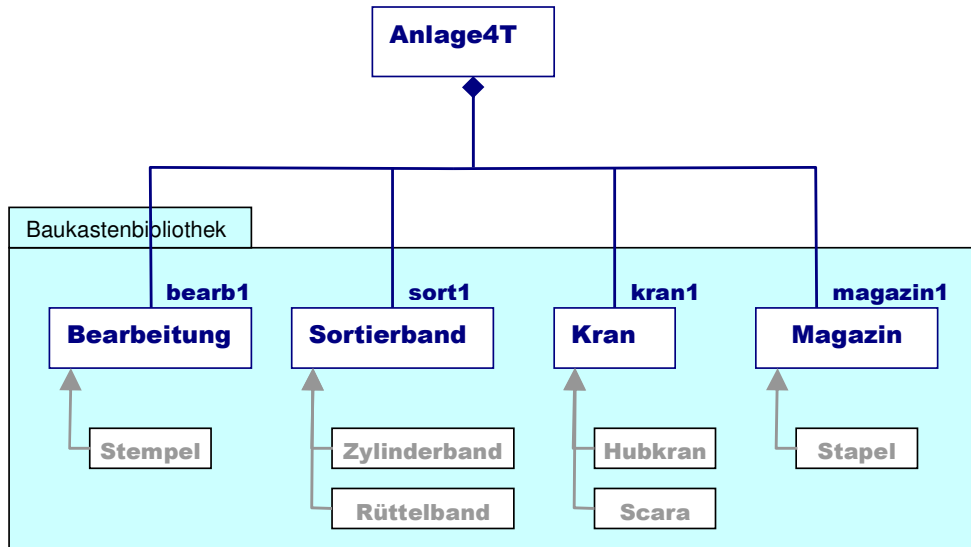 Anlage4T
Baukastenbibliothek
bearb1 sort1 kran1 magazin1
Bearbeitung Sortierband Kran Magazin
Stempel Zylinderband Hubkran Stapel
Rüttelband Scara